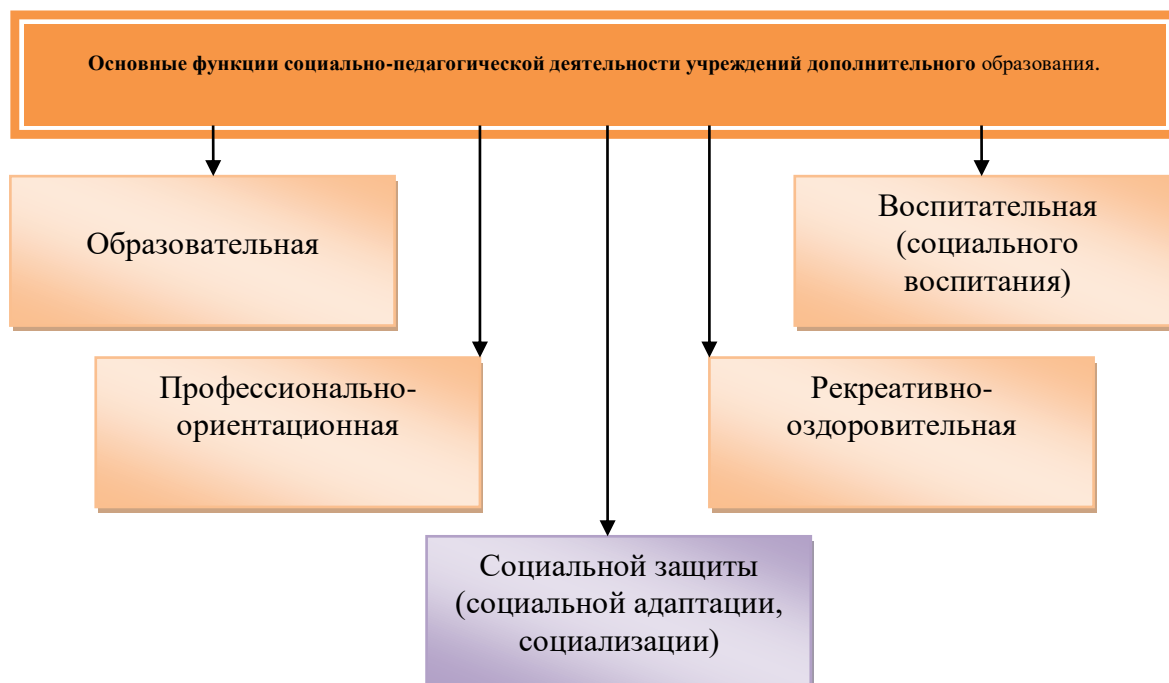 Основные функции социально-педагогической деятельности учреждений дополнительного образования.
Образовательная
Воспитательная
(социального
воспитания)
Профессионально-
ориентационная
Рекреативно-
оздоровительная
Социальной защиты
(социальной адаптации,
социализации)